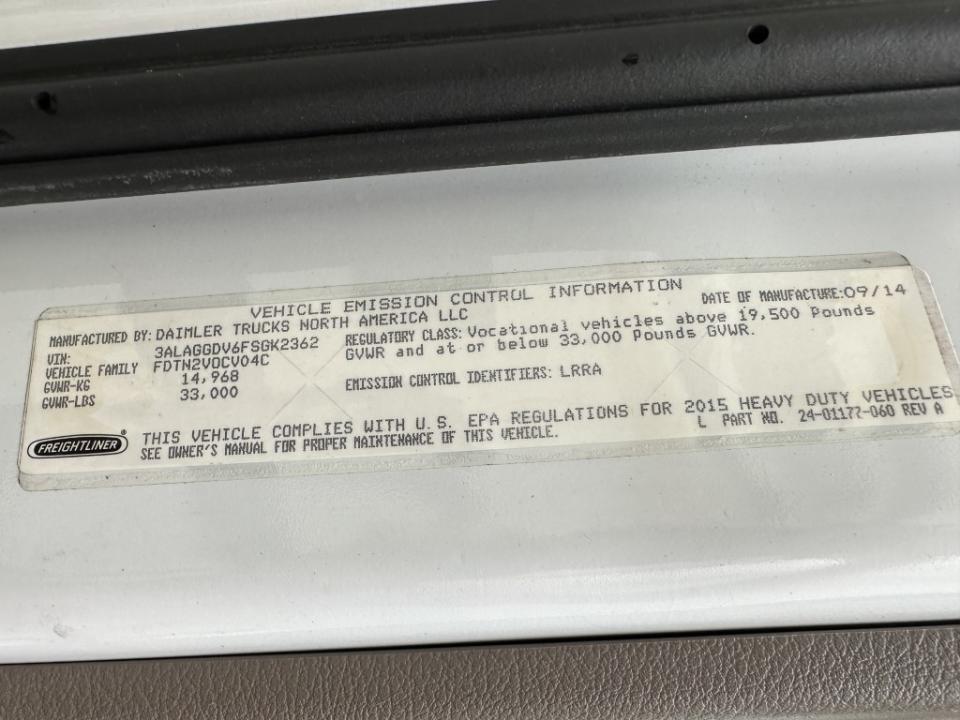 VEHICLE EMISSION CONTROL INFORMATION
DATE OF MANUFACTURE:09/14
MANUFACTURED BY: DAIMLER TRUCKS NORTH AMERICA LLC
VIN: 3ALAGGDV6FSGK2362
VEHICLE FAMILY FDTN2VOCV04C
GVWR-KG 14,968
GVWR-LBS 33,000
REGULATORY CLASS: Vocational vehicles above 19,500 Pounds
GVWR and at or below 33,000 Pounds GVWR.
EMISSION CONTROL IDENTIFIERS: LRRA
FREIGHTLINER®
THIS VEHICLE COMPLIES WITH U.S. EPA REGULATIONS FOR 2015 HEAVY DUTY VEHICLES
SEE OWNER'S MANUAL FOR PROPER MAINTENANCE OF THIS VEHICLE.
L PART NO. 24-01177-060 REV A